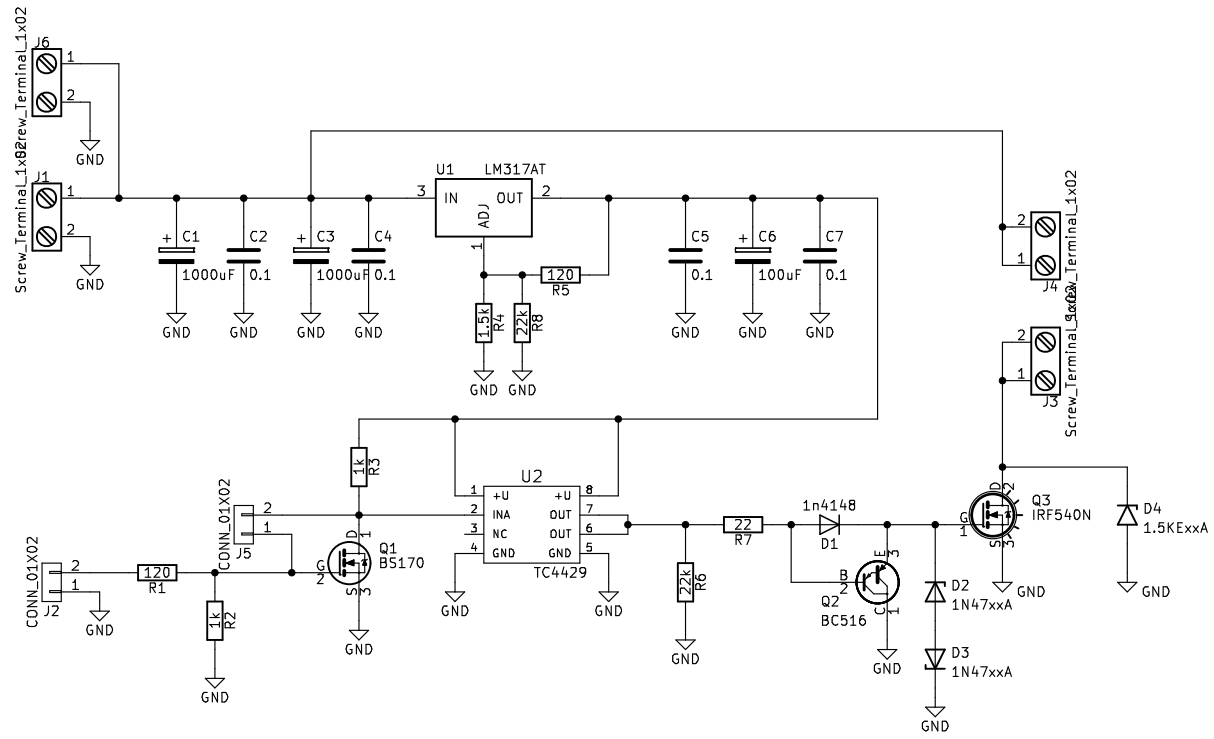 J6
Screw_Terminal_1x02
1
2
GND
J1
Screw_Terminal_1x02
1
2
GND
+ C1
1000uF
GND
C2
0.1
GND
+ C3
1000uF
GND
C4
0.1
GND
U1 LM317AT
3 IN OUT 2
ADJ
1
120
R5
1.5k
R4
GND
22k
R8
GND
C5
0.1
GND
+ C6
100uF
GND
C7
0.1
GND
2
1
J4
Screw_Terminal_1x02
2
1
J3
Screw_Terminal_1x02
1k
R3
U2
1 +U +U 8
2 INA OUT 7
3 NC OUT 6
4 GND GND 5
TC4429
GND
GND
CONN_01X02
2
1
J5
CONN_01X02
2
1
J2
GND
120
R1
1k
R2
GND
D
1
G
2
S
3
Q1
BS170
GND
22
R7
22k
R6
GND
1n4148
D1
E
3
B
2
C
1
Q2
BC516
GND
D2
1N47xxA
D3
1N47xxA
GND
D
2
G
1
S
3
Q3
IRF540N
GND
D4
1.5KExxA
GND